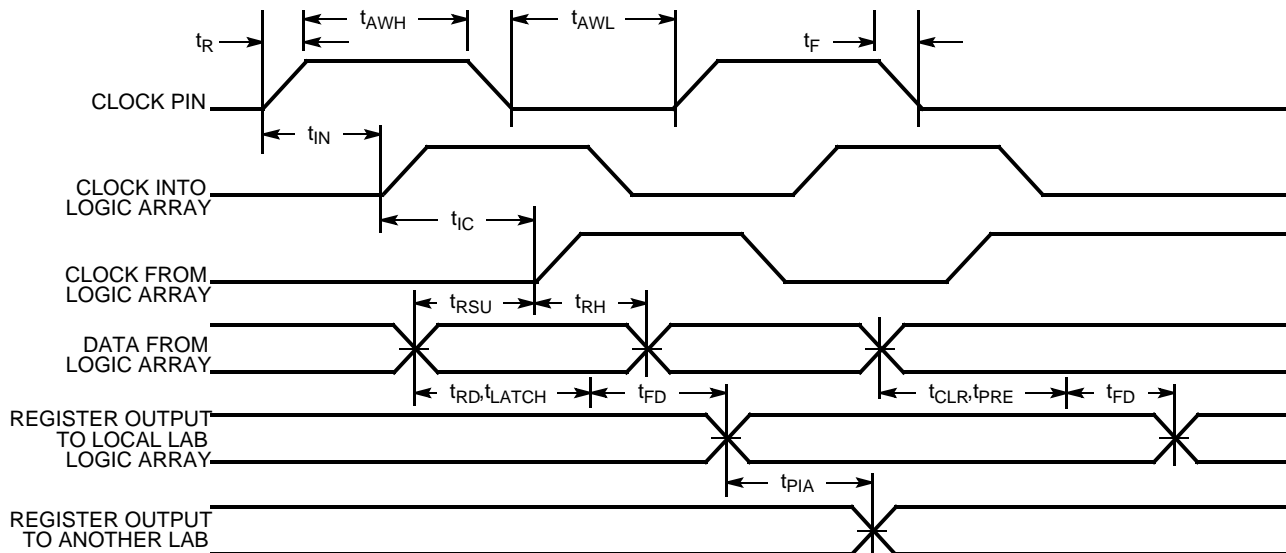 tAWH
tAWL
tR
tF
CLOCK PIN
tIN
CLOCK INTO
LOGIC ARRAY
tIC
CLOCK FROM
LOGIC ARRAY
tRSU
tRH
DATA FROM
LOGIC ARRAY
tRD,tLATCH
tFD
tCLR,tPRE
tFD
REGISTER OUTPUT
TO LOCAL LAB
LOGIC ARRAY
tPIA
REGISTER OUTPUT
TO ANOTHER LAB